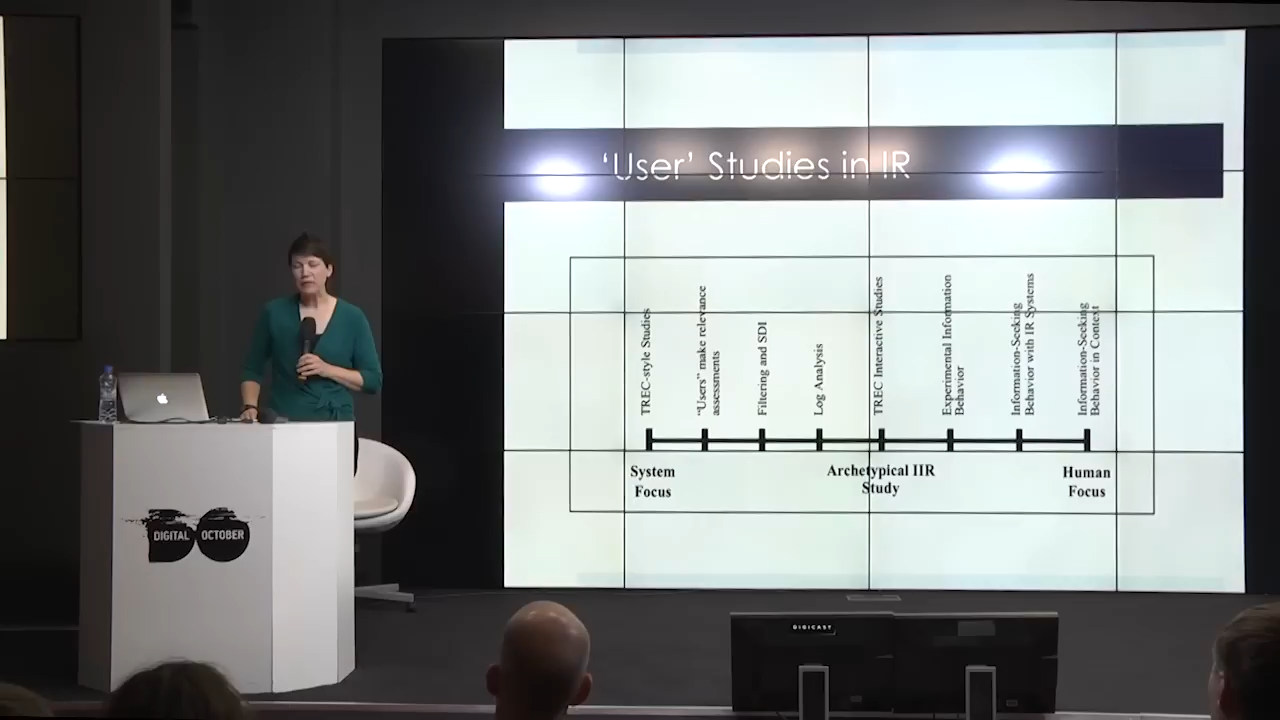 'User' Studies in IR
TREC-style Studies
"Users" make relevance
assessments
Filtering and SDI
Log Analysis
TREC Interactive Studies
Experimental Information
Behavior
Information-Seeking
Behavior with IR Systems
Information-Seeking
Behavior in Context
System
Focus
Archetypical IIR
Study
Human
Focus
DIGITAL OCTOBER
DIGICAST